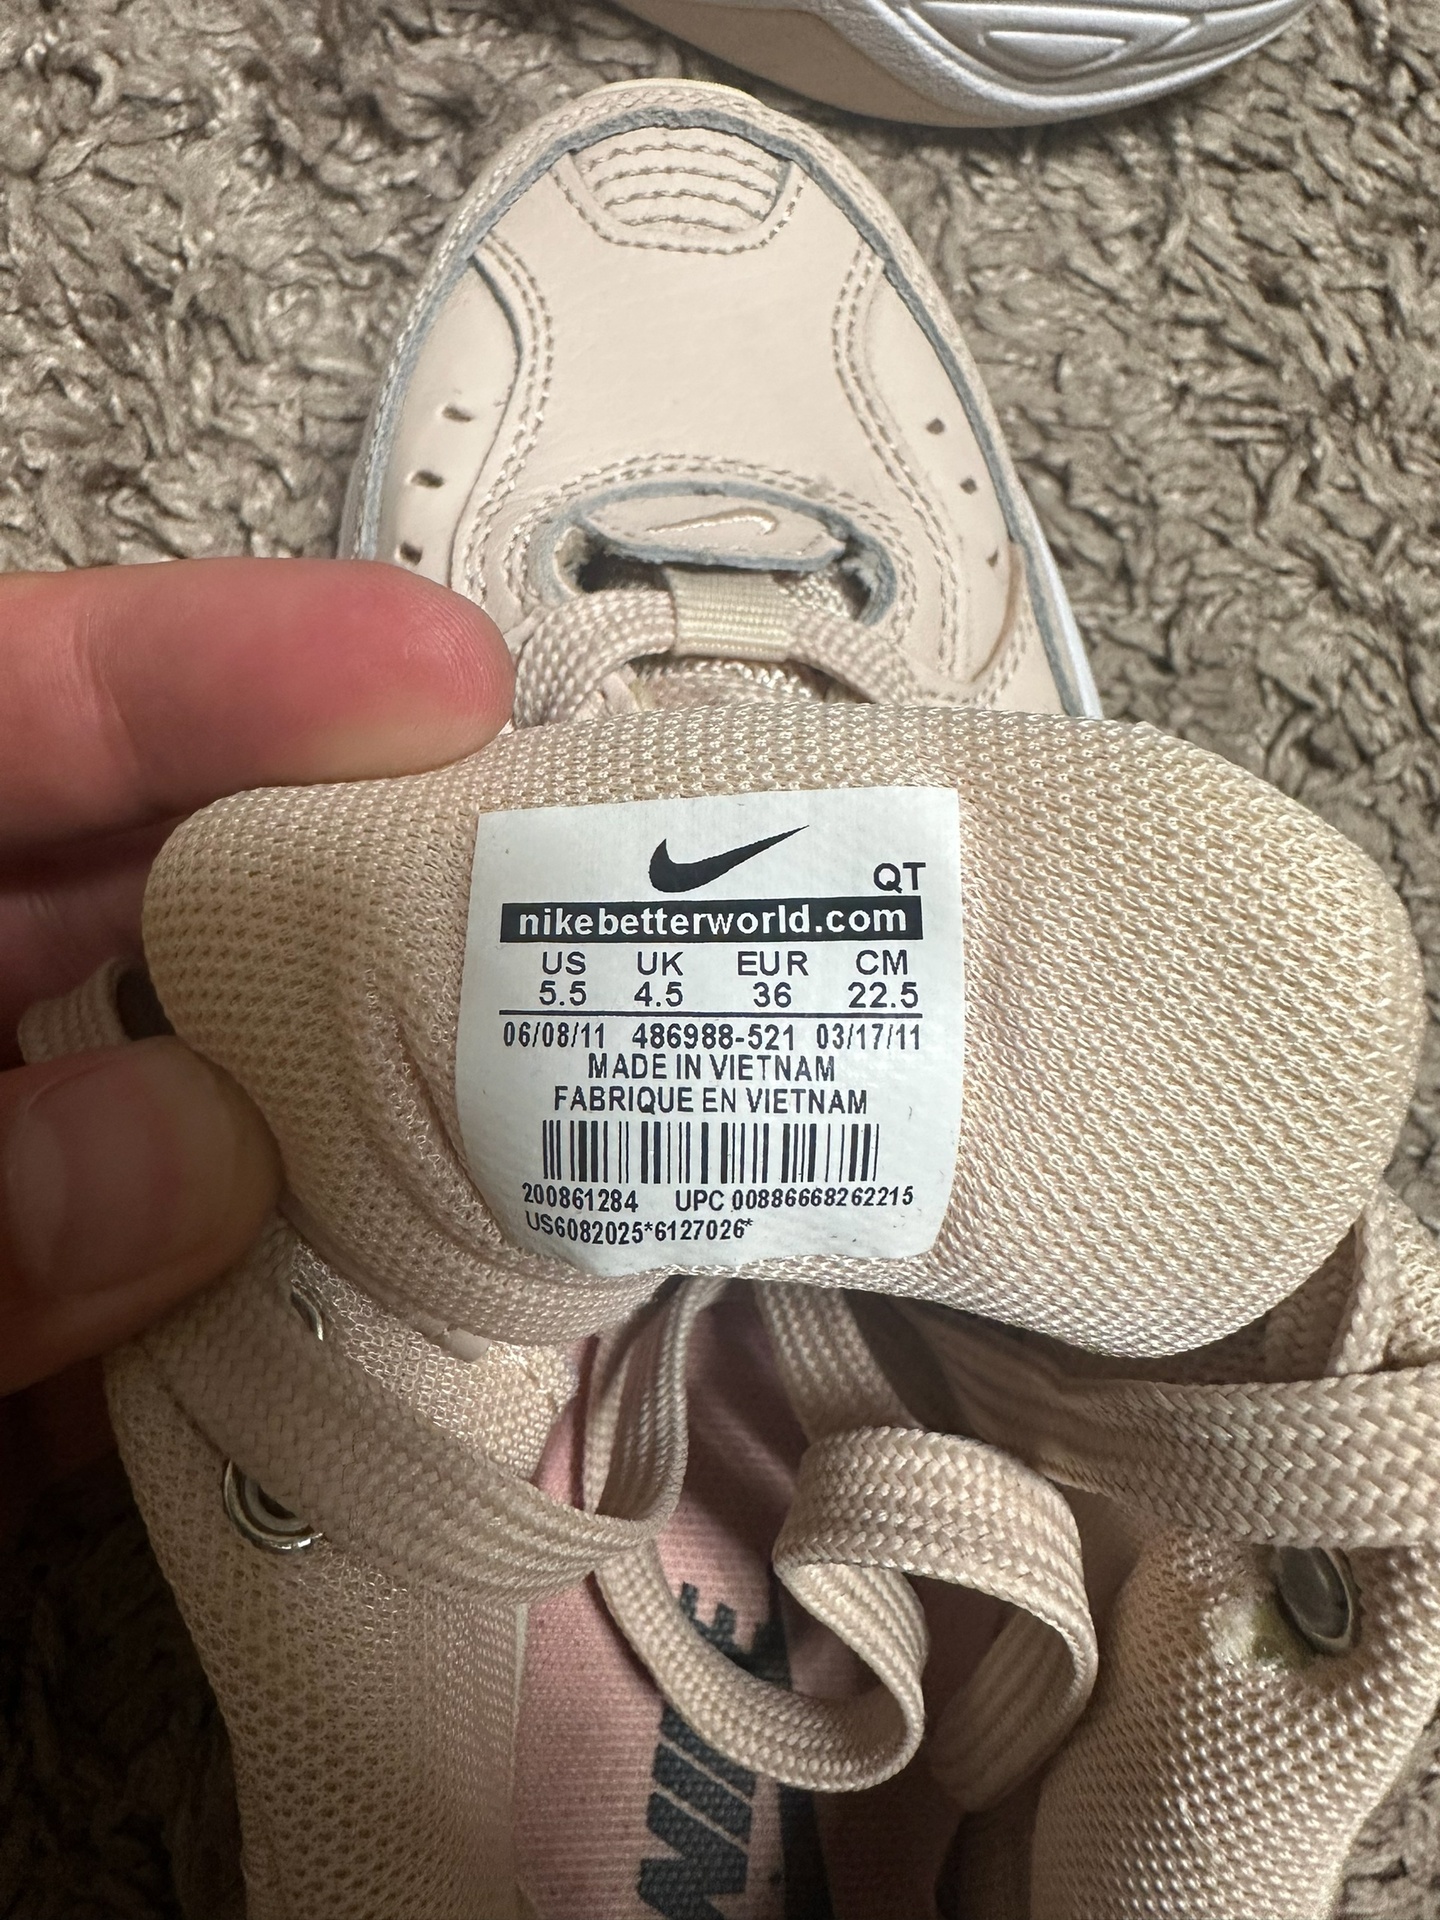 QT
nikebetterworld.com
US UK EUR CM
5.5 4.5 36 22.5
06/08/11 486988-521 03/17/11
MADE IN VIETNAM
FABRIQUE EN VIETNAM
200861284 UPC 00886668262215
US6082025*6127026*
NIKE